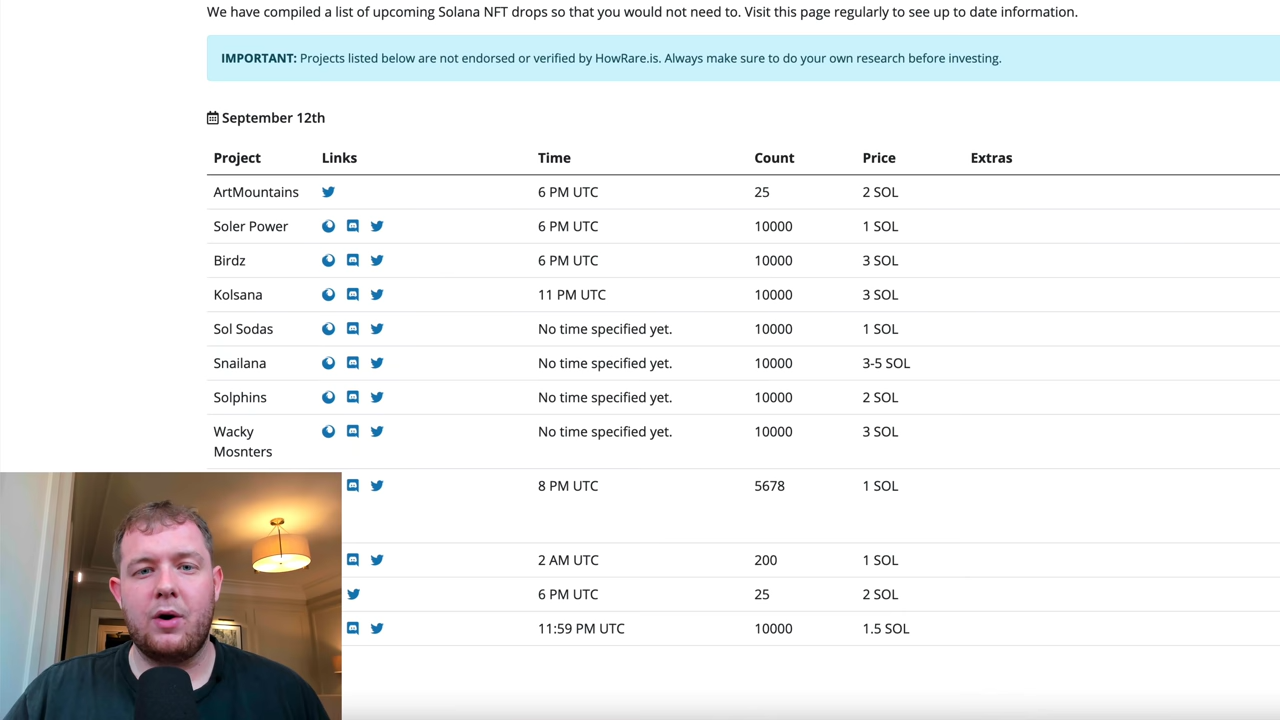 We have compiled a list of upcoming Solana NFT drops so that you would not need to. Visit this page regularly to see up to date information.
IMPORTANT: Projects listed below are not endorsed or verified by HowRare.is. Always make sure to do your own research before investing.
September 12th
Project Links Time Count Price Extras
ArtMountains 6 PM UTC 25 2 SOL
Soler Power 6 PM UTC 10000 1 SOL
Birdz 6 PM UTC 10000 3 SOL
Kolsana 11 PM UTC 10000 3 SOL
Sol Sodas No time specified yet. 10000 1 SOL
Snailana No time specified yet. 10000 3-5 SOL
Solphins No time specified yet. 10000 2 SOL
Wacky No time specified yet. 10000 3 SOL
Mosnters
8 PM UTC 5678 1 SOL
2 AM UTC 200 1 SOL
6 PM UTC 25 2 SOL
11:59 PM UTC 10000 1.5 SOL